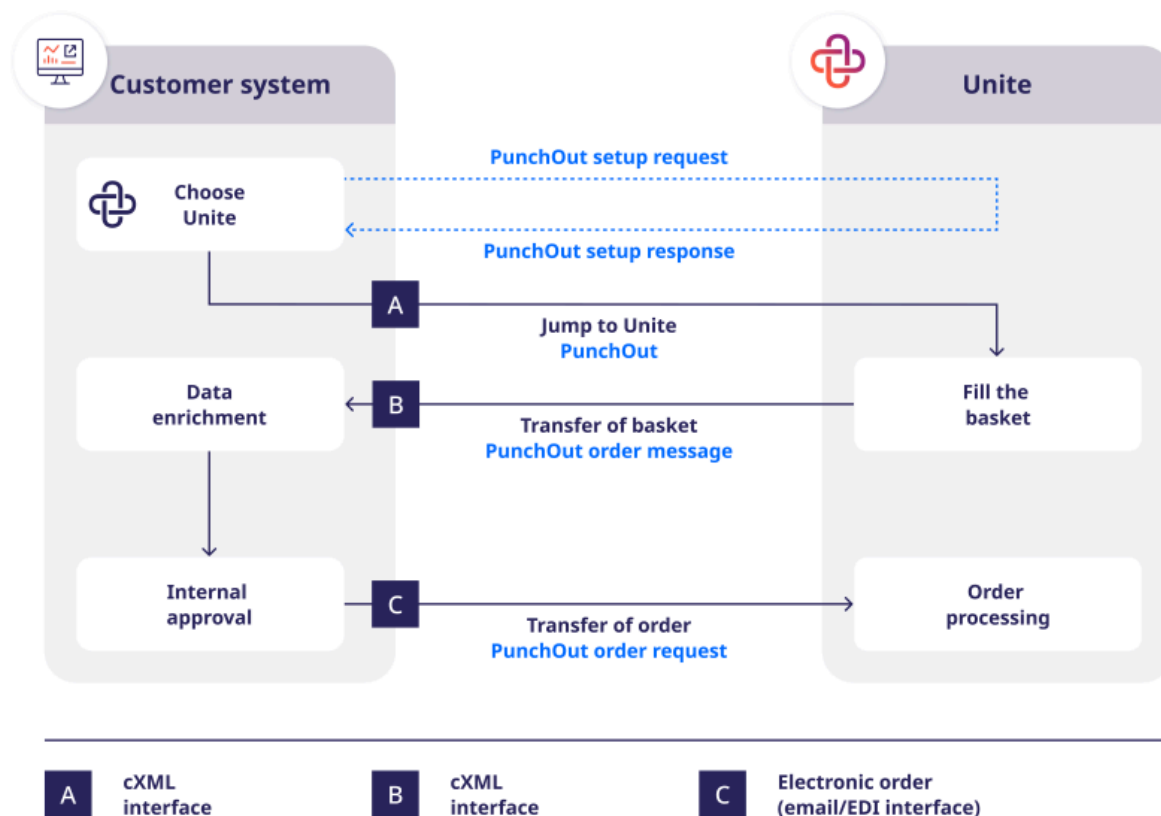 Customer system
Unite
PunchOut setup request
Choose
Unite
PunchOut setup response
A
Jump to Unite
PunchOut
Data
enrichment
B
Fill the
basket
Transfer of basket
PunchOut order message
Internal
approval
C
Order
processing
Transfer of order
PunchOut order request
A
cXML
interface
B
cXML
interface
C
Electronic order
(email/EDI interface)